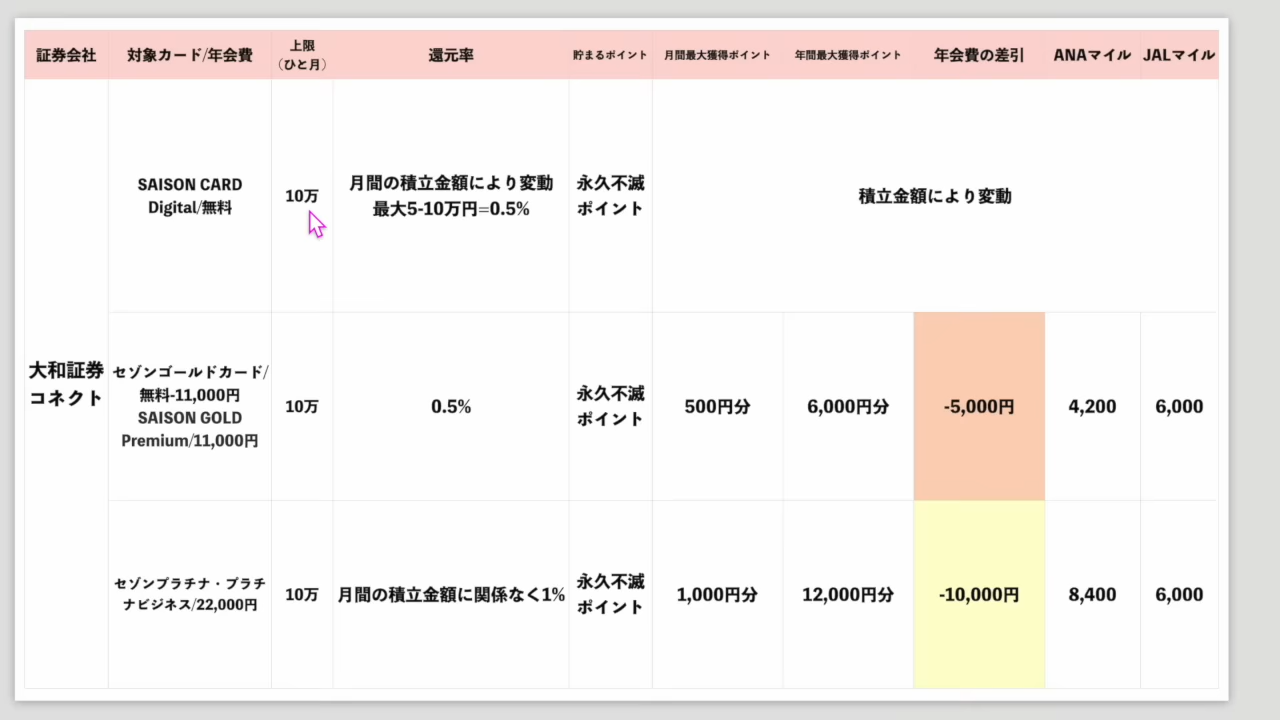 証券会社
対象カード/年会費
上限
(ひと月)
還元率
貯まるポイント
月間最大獲得ポイント
年間最大獲得ポイント
年会費の差引
ANAマイル
JALマイル
大和証券
コネクト
SAISON CARD
Digital/無料
10万
月間の積立金額により変動
最大5-10万円=0.5%
永久不滅
ポイント
積立金額により変動
セゾンゴールドカード/
無料-11,000円
SAISON GOLD
Premium/11,000円
10万
0.5%
永久不滅
ポイント
500円分
6,000円分
-5,000円
4,200
6,000
セゾンプラチナ・プラチ
ナビジネス/22,000円
10万
月間の積立金額に関係なく1%
永久不滅
ポイント
1,000円分
12,000円分
-10,000円
8,400
6,000